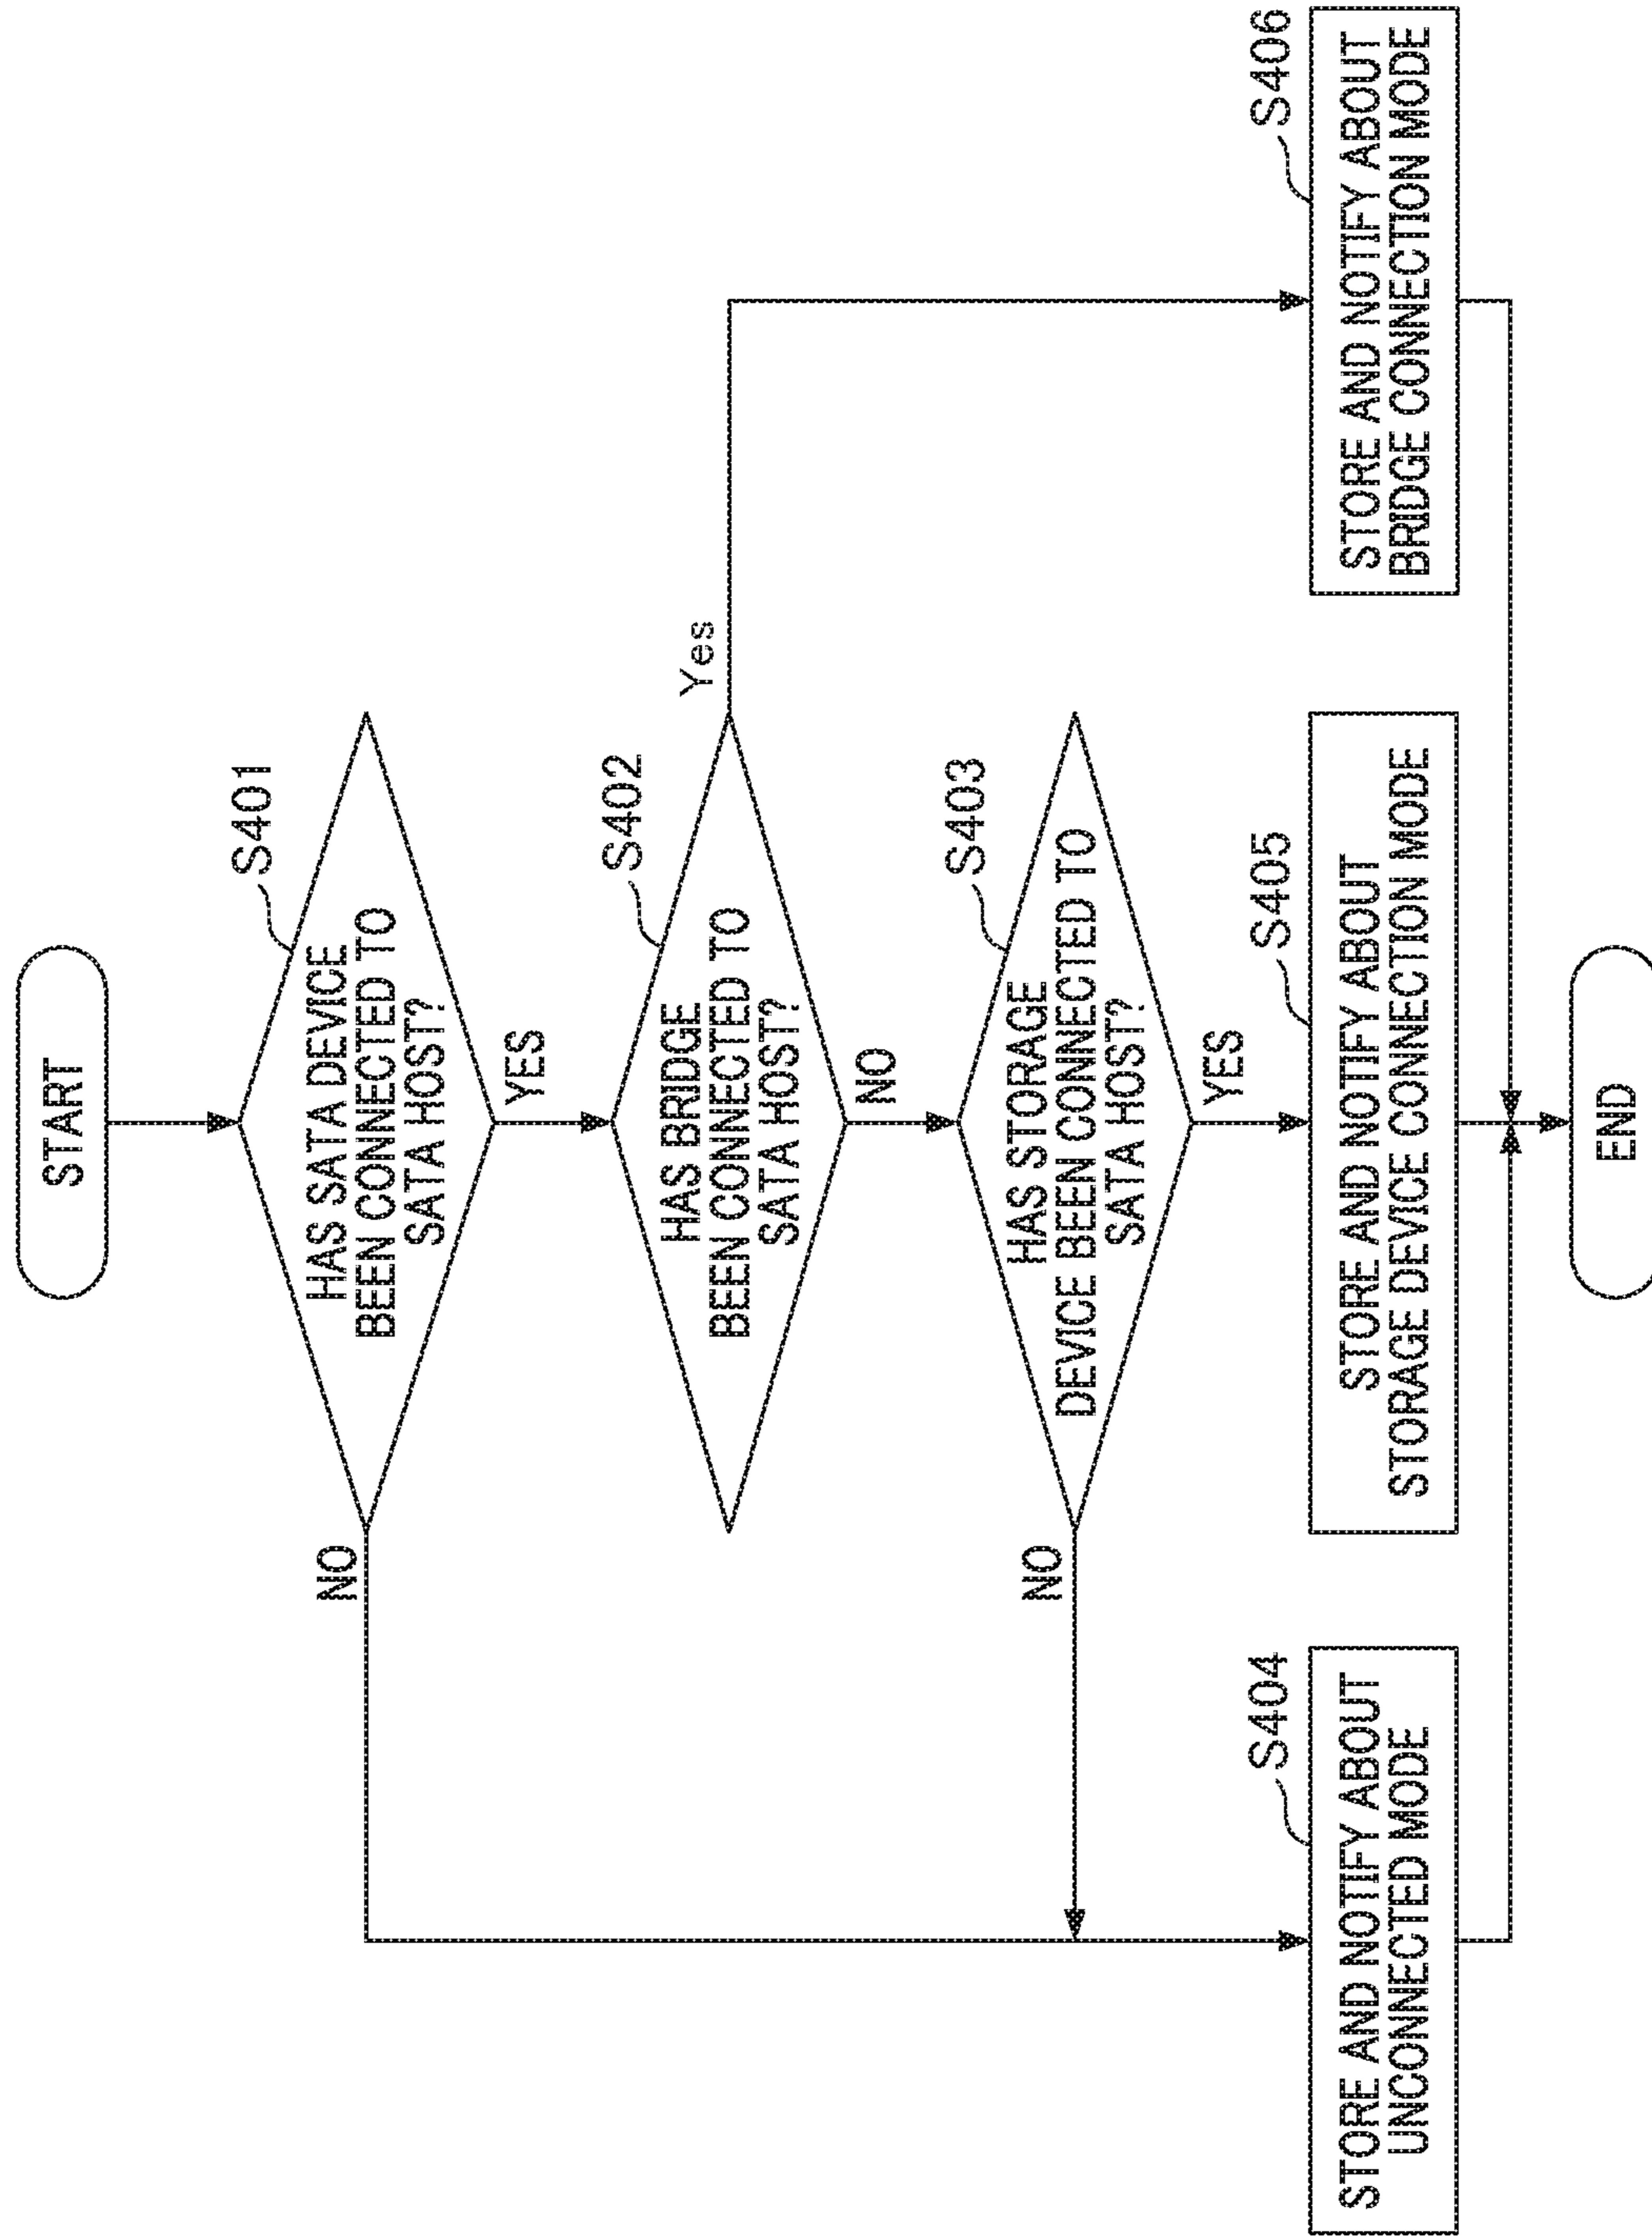 START
S401
HAS SATA DEVICE
BEEN CONNECTED TO
SATA HOST?
NO
YES
S402
HAS BRIDGE
BEEN CONNECTED TO
SATA HOST?
Yes
NO
S403
HAS STORAGE
DEVICE BEEN CONNECTED TO
SATA HOST?
NO
YES
S404
STORE AND NOTIFY ABOUT
UNCONNECTED MODE
S405
STORE AND NOTIFY ABOUT
STORAGE DEVICE CONNECTION MODE
S406
STORE AND NOTIFY ABOUT
BRIDGE CONNECTION MODE
END